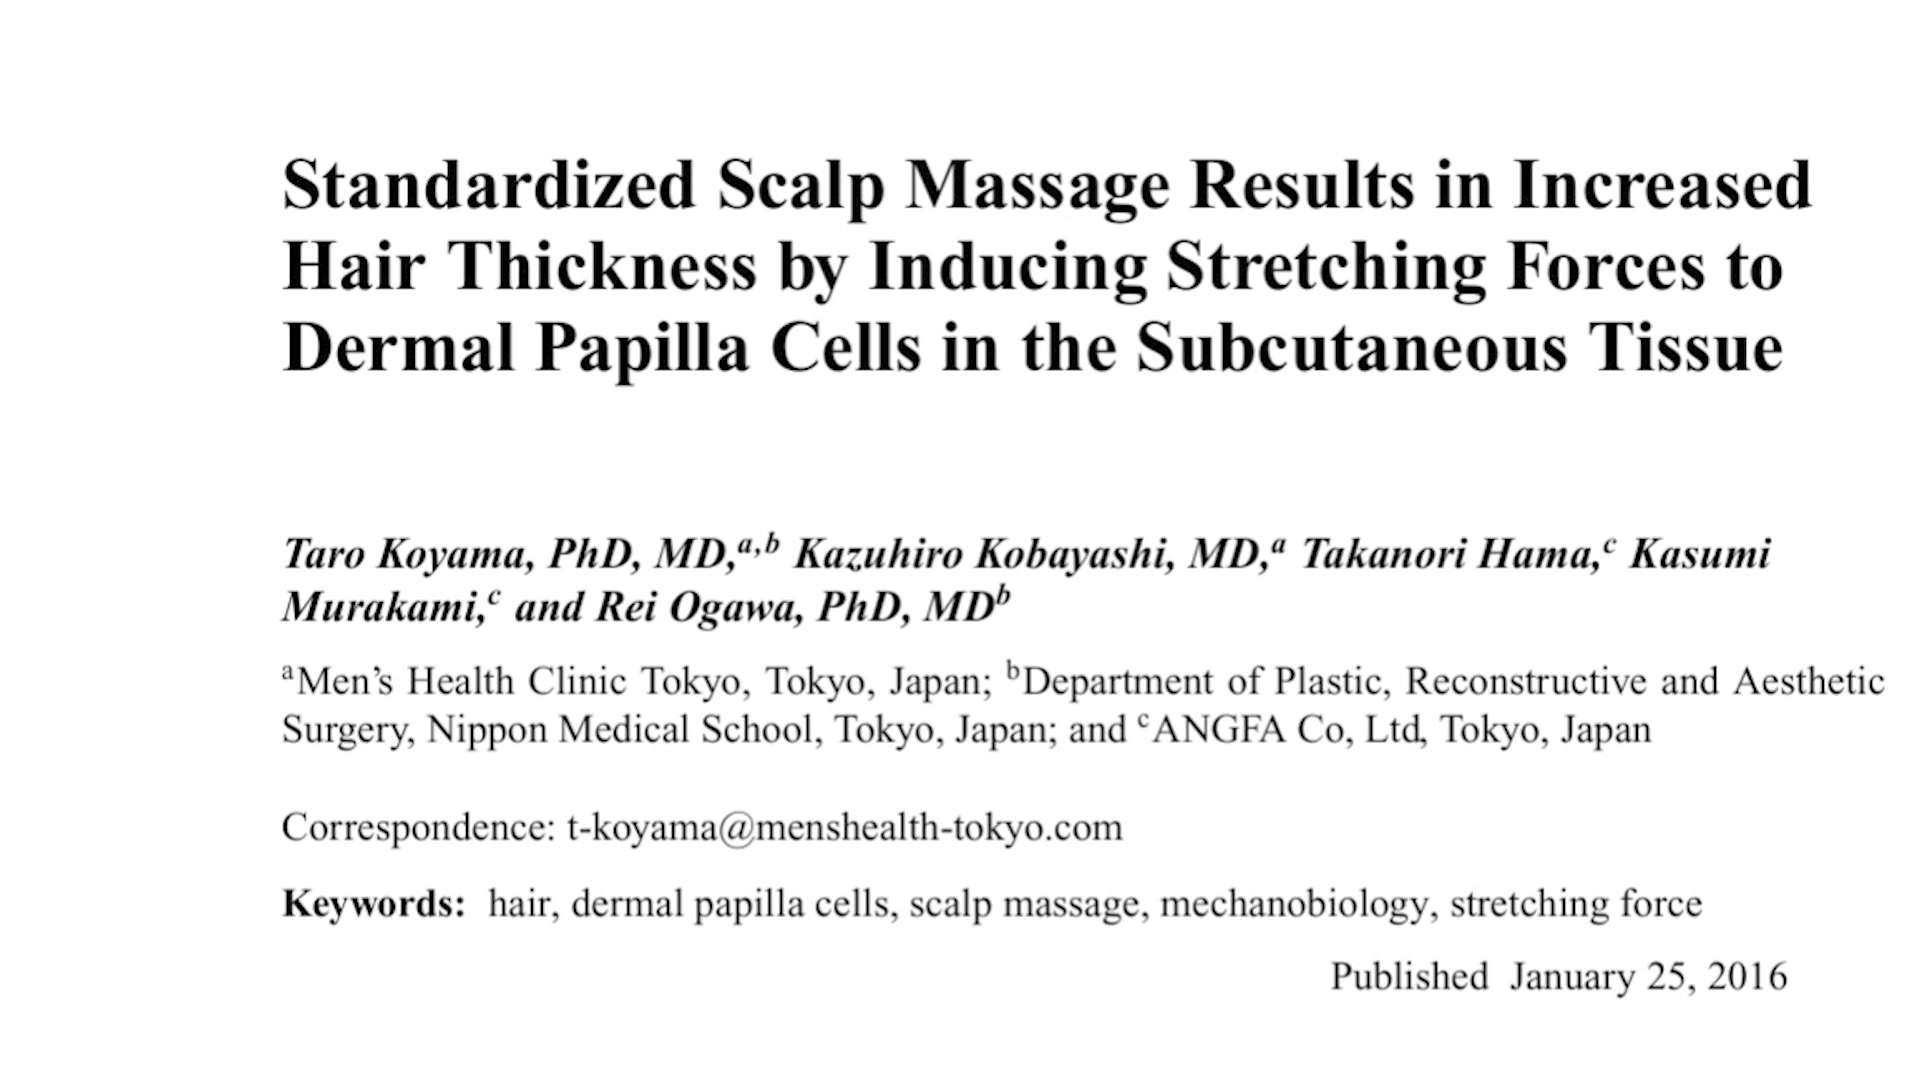 Standardized Scalp Massage Results in Increased
Hair Thickness by Inducing Stretching Forces to
Dermal Papilla Cells in the Subcutaneous Tissue
Taro Koyama, PhD, MD,a,b Kazuhiro Kobayashi, MD,a Takanori Hama,c Kasumi
Murakami,c and Rei Ogawa, PhD, MDb
aMen’s Health Clinic Tokyo, Tokyo, Japan; bDepartment of Plastic, Reconstructive and Aesthetic
Surgery, Nippon Medical School, Tokyo, Japan; and cANGFA Co, Ltd, Tokyo, Japan
Correspondence: t-koyama@menshealth-tokyo.com
Keywords: hair, dermal papilla cells, scalp massage, mechanobiology, stretching force
Published January 25, 2016